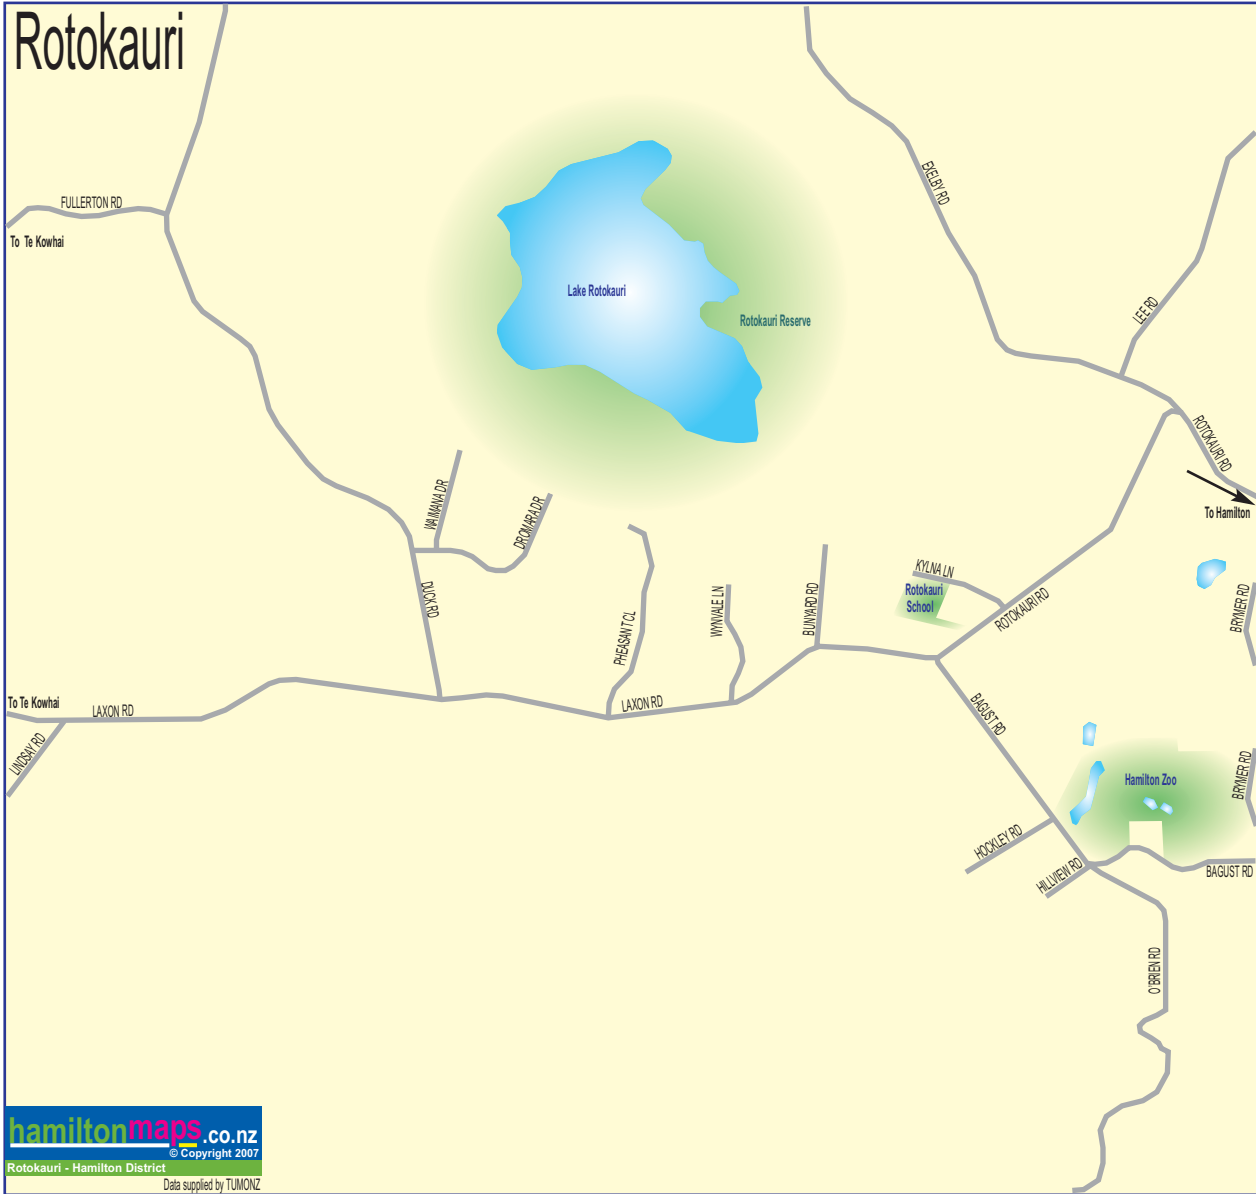 Rotokauri
FULLERTON RD
To Te Kowhai
EXELBY RD
LEE RD
Lake Rotokauri
Rotokauri Reserve
ROTOKAURI RD
To Hamilton
WAIMANA DR
DROMARA DR
DUCK RD
PHEASANT CL
WYNVALE LN
BUNYARD RD
KYLNA LN
Rotokauri
School
ROTOKAURI RD
BRYMER RD
To Te Kowhai
LAXON RD
LAXON RD
LINDSAY RD
BAGUST RD
Hamilton Zoo
BRYMER RD
HOCKLEY RD
HILLVIEW RD
BAGUST RD
O'BRIEN RD
hamiltonmaps.co.nz
© Copyright 2007
Rotokauri - Hamilton District
Data supplied by TUMONZ